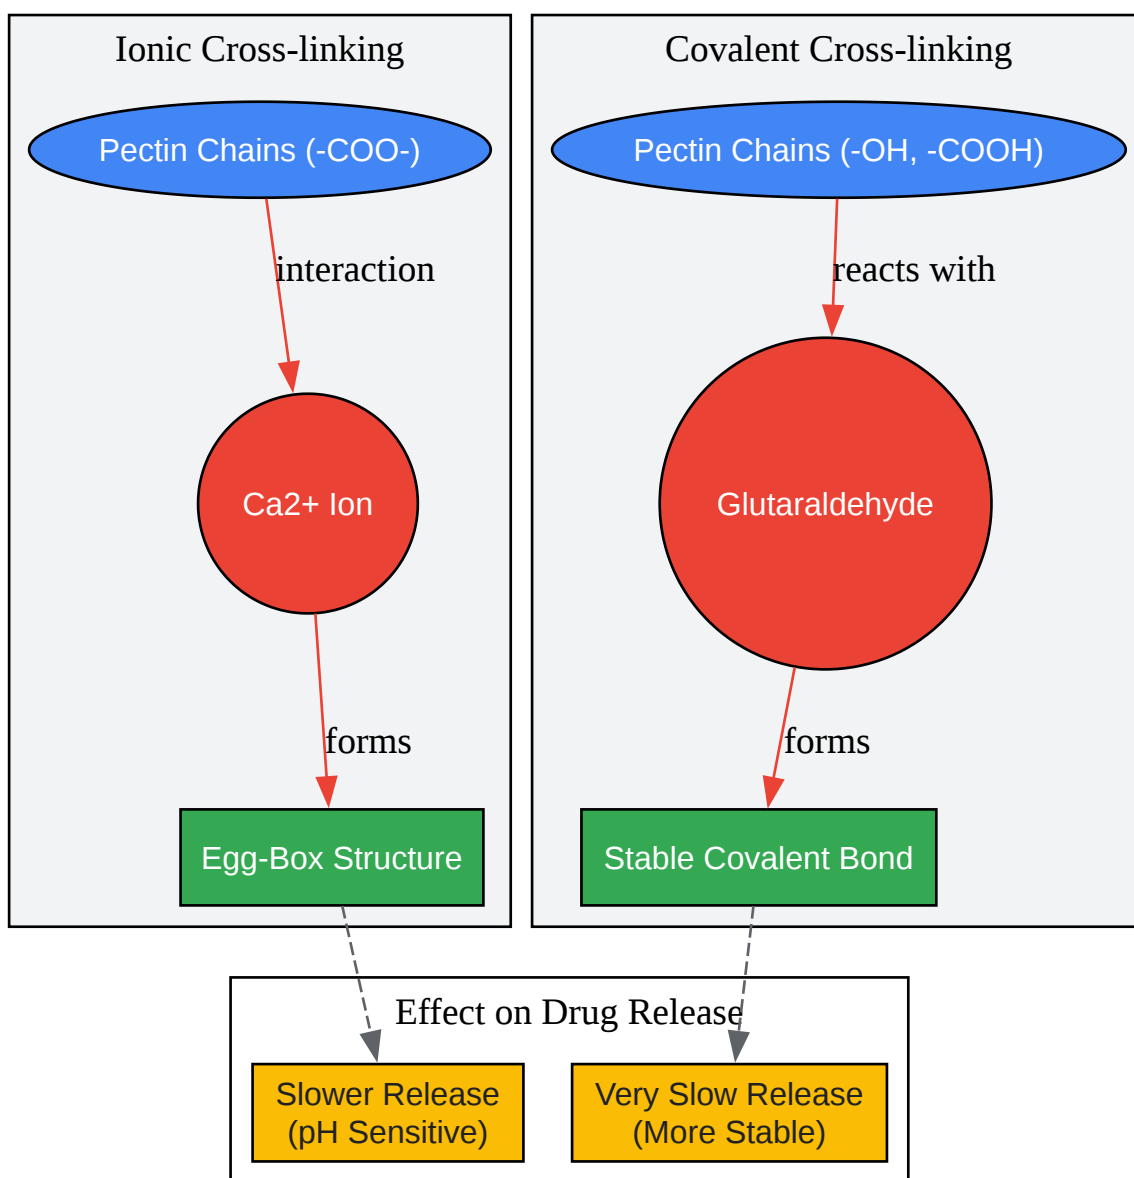 Ionic Cross-linking
Pectin Chains (-COO-)
interaction
Ca2+ Ion
forms
Egg-Box Structure
Covalent Cross-linking
Pectin Chains (-OH, -COOH)
reacts with
Glutaraldehyde
forms
Stable Covalent Bond
Effect on Drug Release
Slower Release
(pH Sensitive)
Very Slow Release
(More Stable)